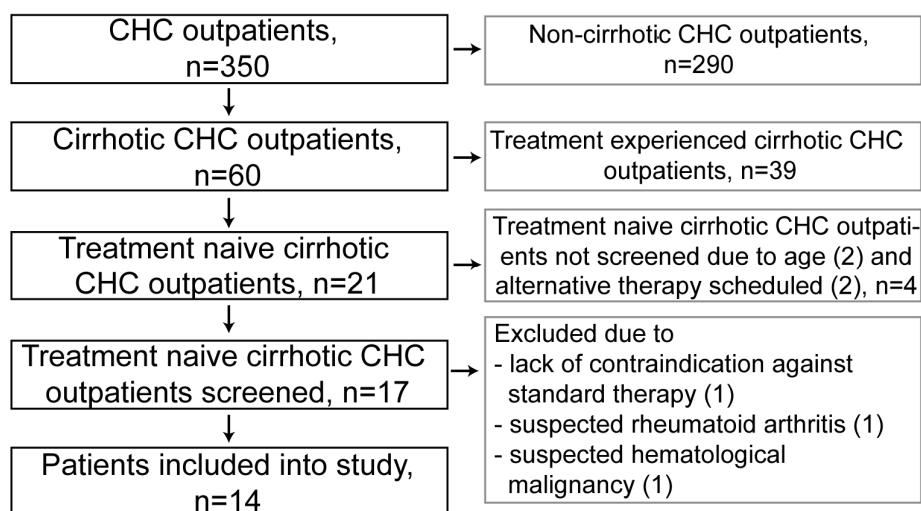 CHC outpatients,
n=350
Non-cirrhotic CHC outpatients,
n=290
Cirrhotic CHC outpatients,
n=60
Treatment experienced cirrhotic CHC
outpatients, n=39
Treatment naive cirrhotic
CHC outpatients, n=21
Treatment naive cirrhotic CHC outpati-
ents not screened due to age (2) and
alternative therapy scheduled (2), n=4
Treatment naive cirrhotic CHC
outpatients screened, n=17
Excluded due to
- lack of contraindication against
standard therapy (1)
- suspected rheumatoid arthritis (1)
- suspected hematological
malignancy (1)
Patients included into study,
n=14